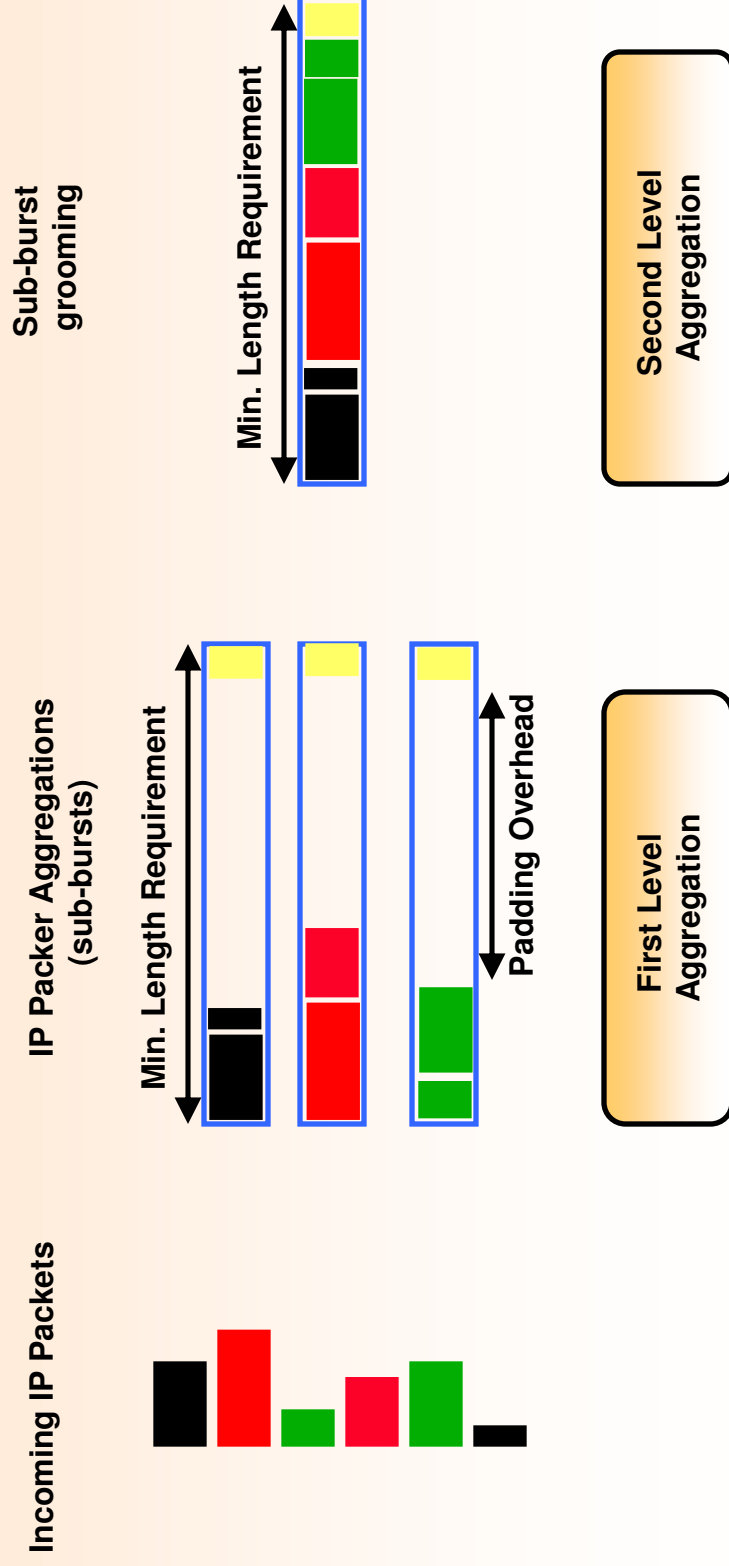 Incoming IP Packets
IP Packer Aggregations
(sub-bursts)
Min. Length Requirement
Padding Overhead
First Level
Aggregation
Sub-burst
grooming
Min. Length Requirement
Second Level
Aggregation